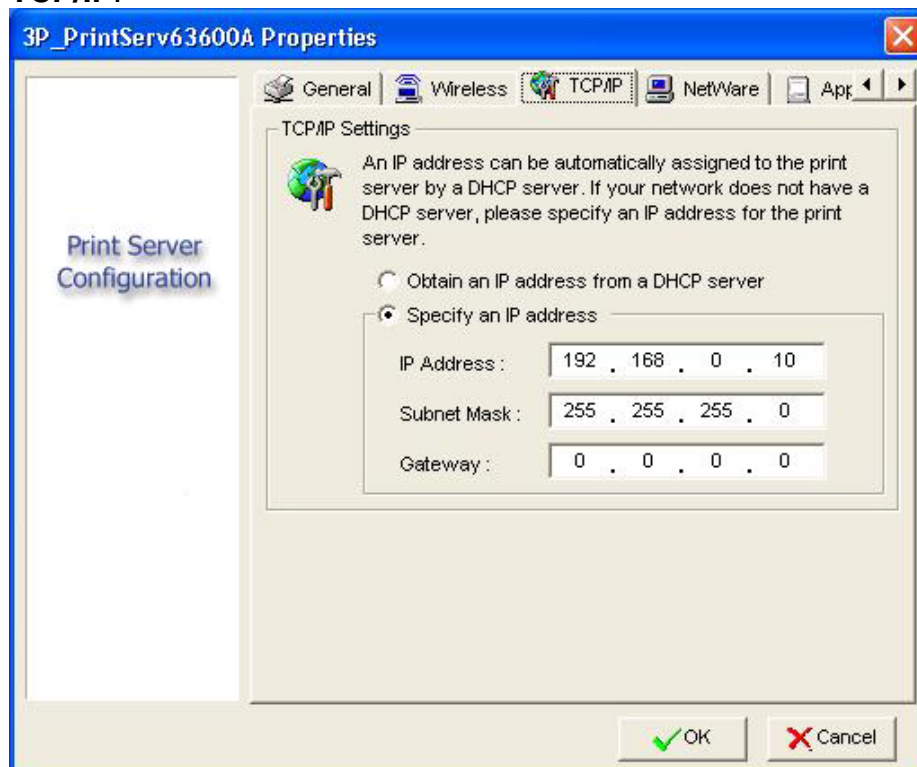 3P_PrintServ63600A Properties
General Wireless TCP/IP NetWare App
TCP/IP Settings
An IP address can be automatically assigned to the print
server by a DHCP server. If your network does not have a
DHCP server, please specify an IP address for the print
server.
Print Server
Configuration
Obtain an IP address from a DHCP server
Specify an IP address
IP Address : 192 . 168 . 0 . 10
Subnet Mask : 255 . 255 . 255 . 0
Gateway : 0 . 0 . 0 . 0
OK Cancel